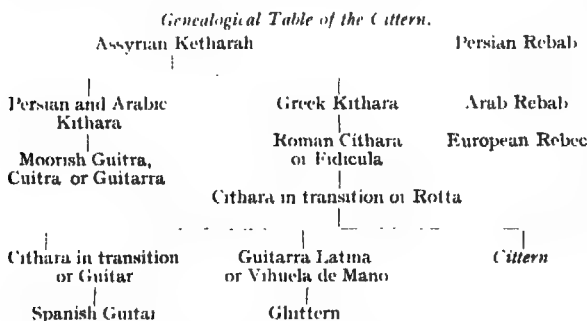 Genealogical Table of the Cittern.
Assyrian Ketharah Persian Rebab
Persian and Arabic Greek Kithara Arab Rebab
Kithara Roman Cithara European Rebec
Moorish Guitra, or Fidicula
Cuitra or Guitarra
Cithara in transition or Rotta
Cithara in transition Guitarra Latina Cittern
or Guitar or Vihuela de Mano
Spanish Guitar Ghittern